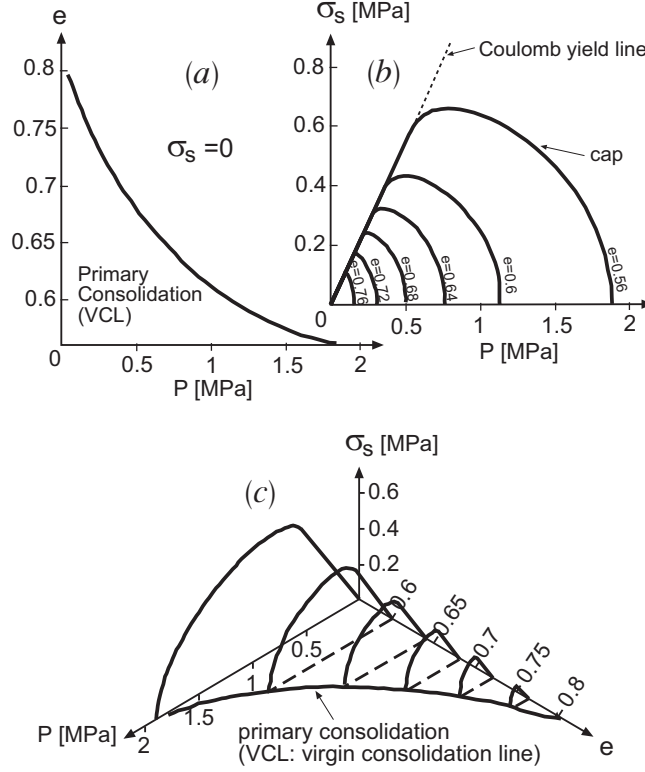 e
0.8
0.75
0.7
0.65
0.6
(a)
σs =0
Primary
Consolidation
(VCL)
0
0.5
1
1.5
2
P [MPa]
σs [MPa]
0.8
0.6
0.4
0.2
0
(b)
Coulomb yield line
cap
e=0.76
e=0.72
e=0.68
e=0.64
e=0.6
e=0.56
0.5
1
1.5
2
P [MPa]
σs [MPa]
(c)
0.6
0.4
0.2
0.6
0.65
0.7
0.75
0.8
0.5
1
1.5
2
P [MPa]
e
primary consolidation
(VCL: virgin consolidation line)